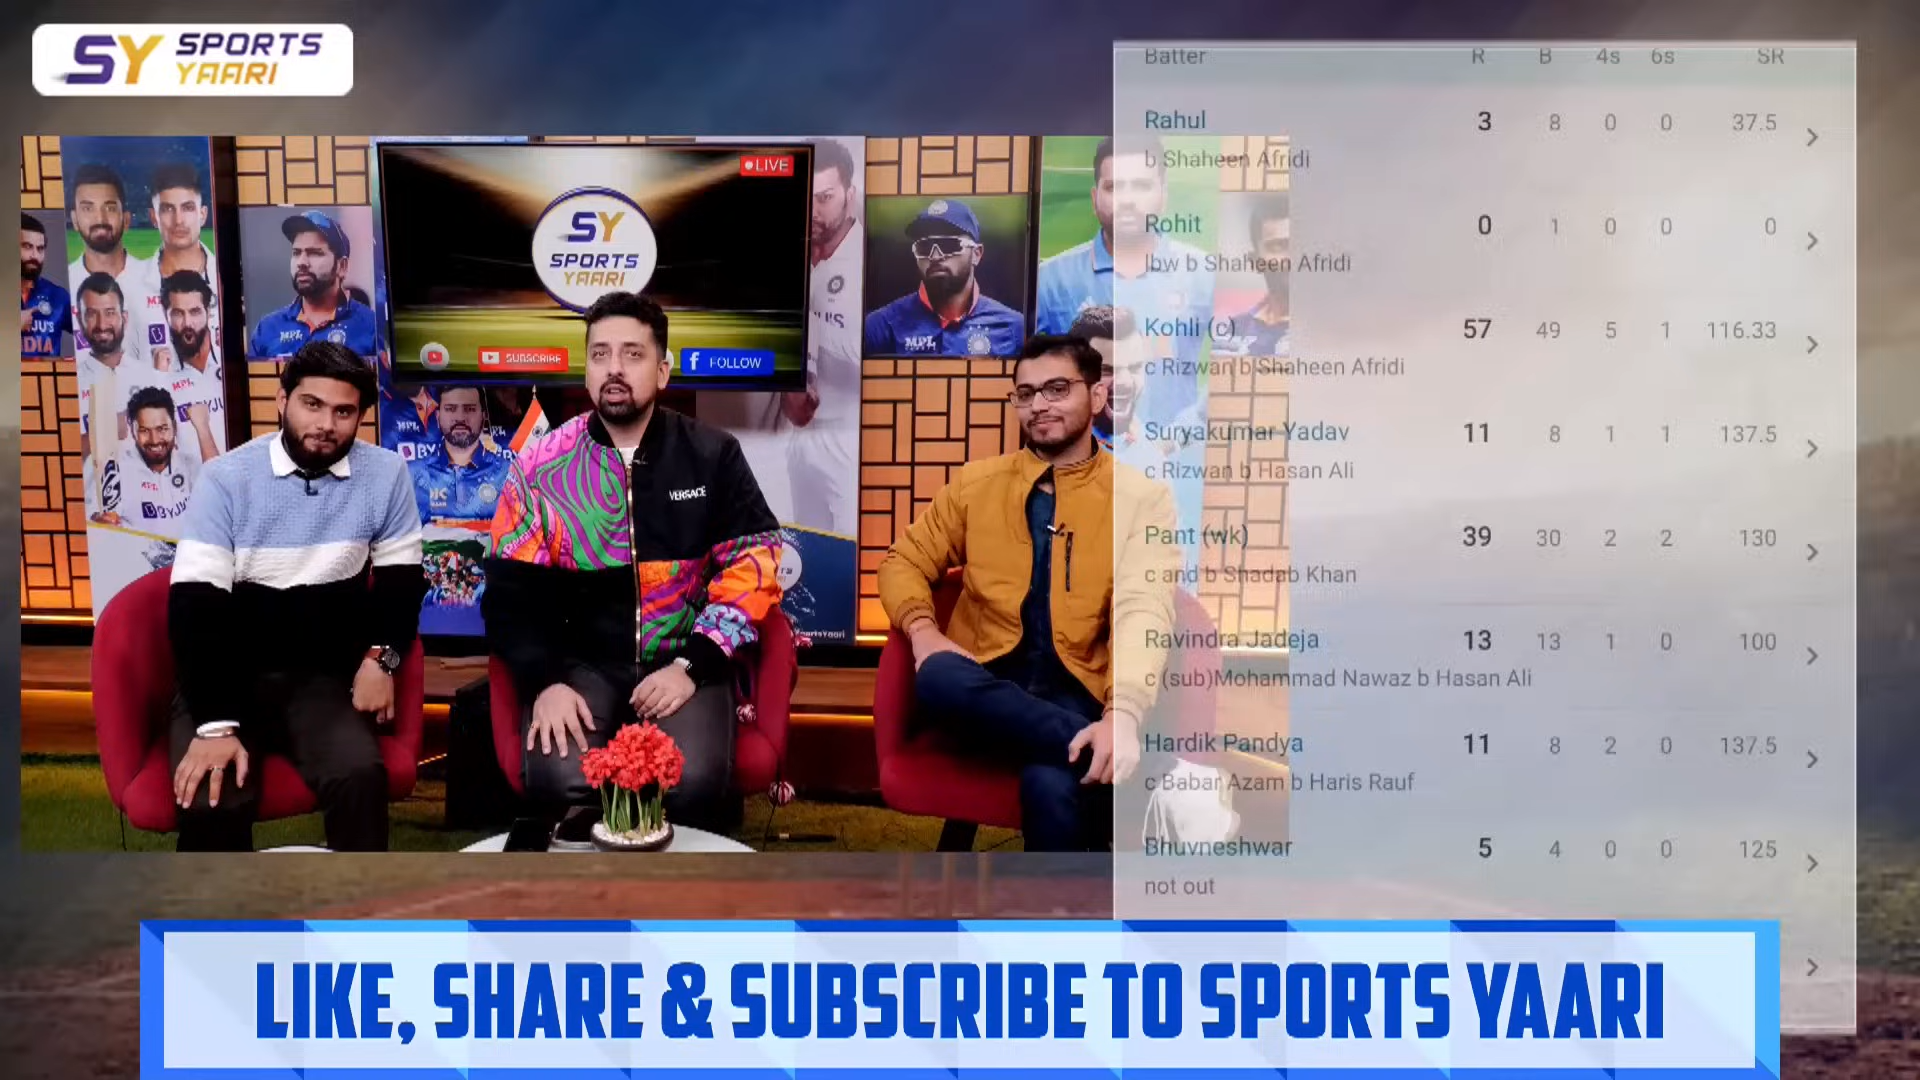 SY SPORTS
YAARI
Batter R B 4s 6s SR
Rahul 3 8 0 0 37.5
b Shaheen Afridi
Rohit 0 1 0 0 0
lbw b Shaheen Afridi
Kohli (c) 57 49 5 1 116.33
c Rizwan b Shaheen Afridi
Suryakumar Yadav 11 8 1 1 137.5
c Rizwan b Hasan Ali
Pant (wk) 39 30 2 2 130
c and b Shadab Khan
Ravindra Jadeja 13 13 1 0 100
c (sub)Mohammad Nawaz b Hasan Ali
Hardik Pandya 11 8 2 0 137.5
c Babar Azam b Haris Rauf
Bhuvneshwar 5 4 0 0 125
not out
LIVE
SY
SPORTS
YAARI
SUBSCRIBE
f FOLLOW
VERSACE
MPL
MPL
MPL
INDIA
LIKE, SHARE & SUBSCRIBE TO SPORTS YAARI